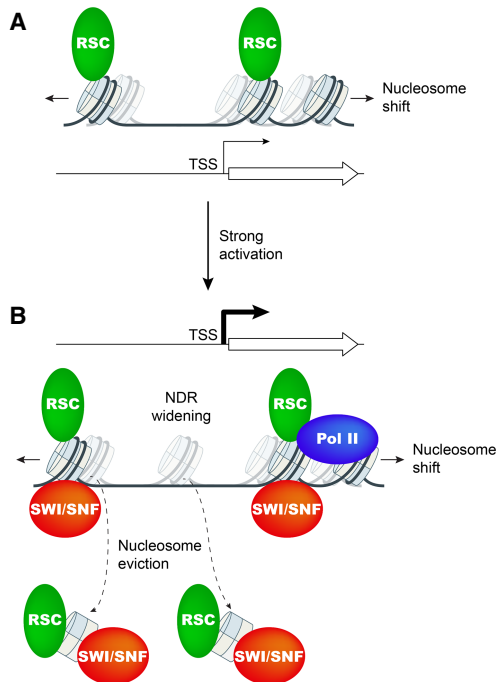 A
RSC
RSC
Nucleosome
shift
TSS
Strong
activation
B
TSS
RSC
NDR
widening
RSC
Pol II
Nucleosome
shift
SWI/SNF
SWI/SNF
Nucleosome
eviction
RSC
SWI/SNF
RSC
SWI/SNF